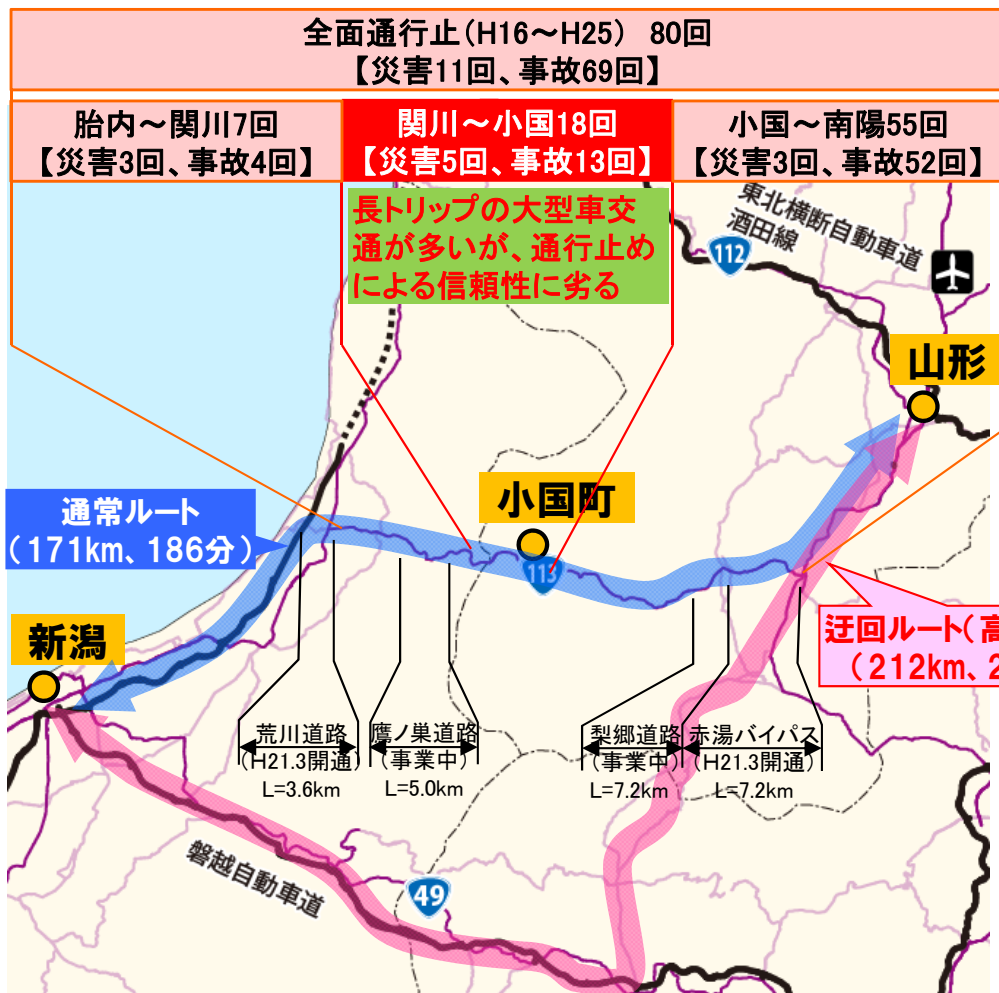 全面通行止(H16～H25) 80回
【災害11回、事故69回】
胎内～関川7回
【災害3回、事故4回】
関川～小国18回
【災害5回、事故13回】
小国～南陽55回
【災害3回、事故52回】
長トリップの大型車交
通が多いが、通行止め
による信頼性に劣る
東北横断自動車道
酒田線
112
山形
小国町
通常ルート
(171km、186分)
113
新潟
迂回ルート(高
(212km、2
荒川道路
(H21.3開通)
L=3.6km
鷹ノ巣道路
(事業中)
L=5.0km
梨郷道路
(事業中)
L=7.2km
赤湯バイパス
(H21.3開通)
L=7.2km
磐越自動車道
49